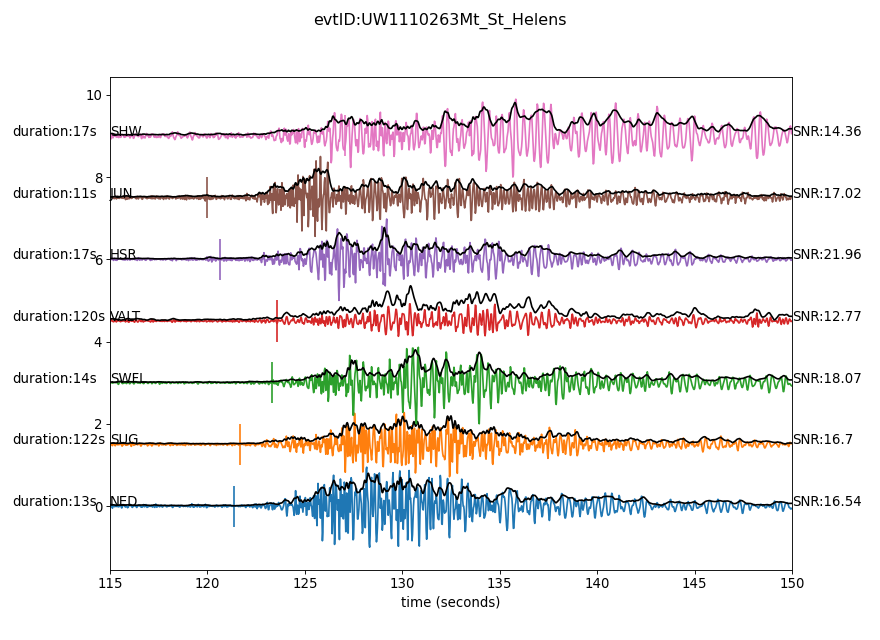 evtID:UW1110263Mt_St_Helens
10
duration:17s SHW SNR:14.36
8
duration:11s JUN SNR:17.02
duration:17s HSR SNR:21.96
6
duration:120s VALT SNR:12.77
4
duration:14s SWFL SNR:18.07
2
duration:122s SUG SNR:16.7
duration:13s NED SNR:16.54
0
115 120 125 130 135 140 145 150
time (seconds)